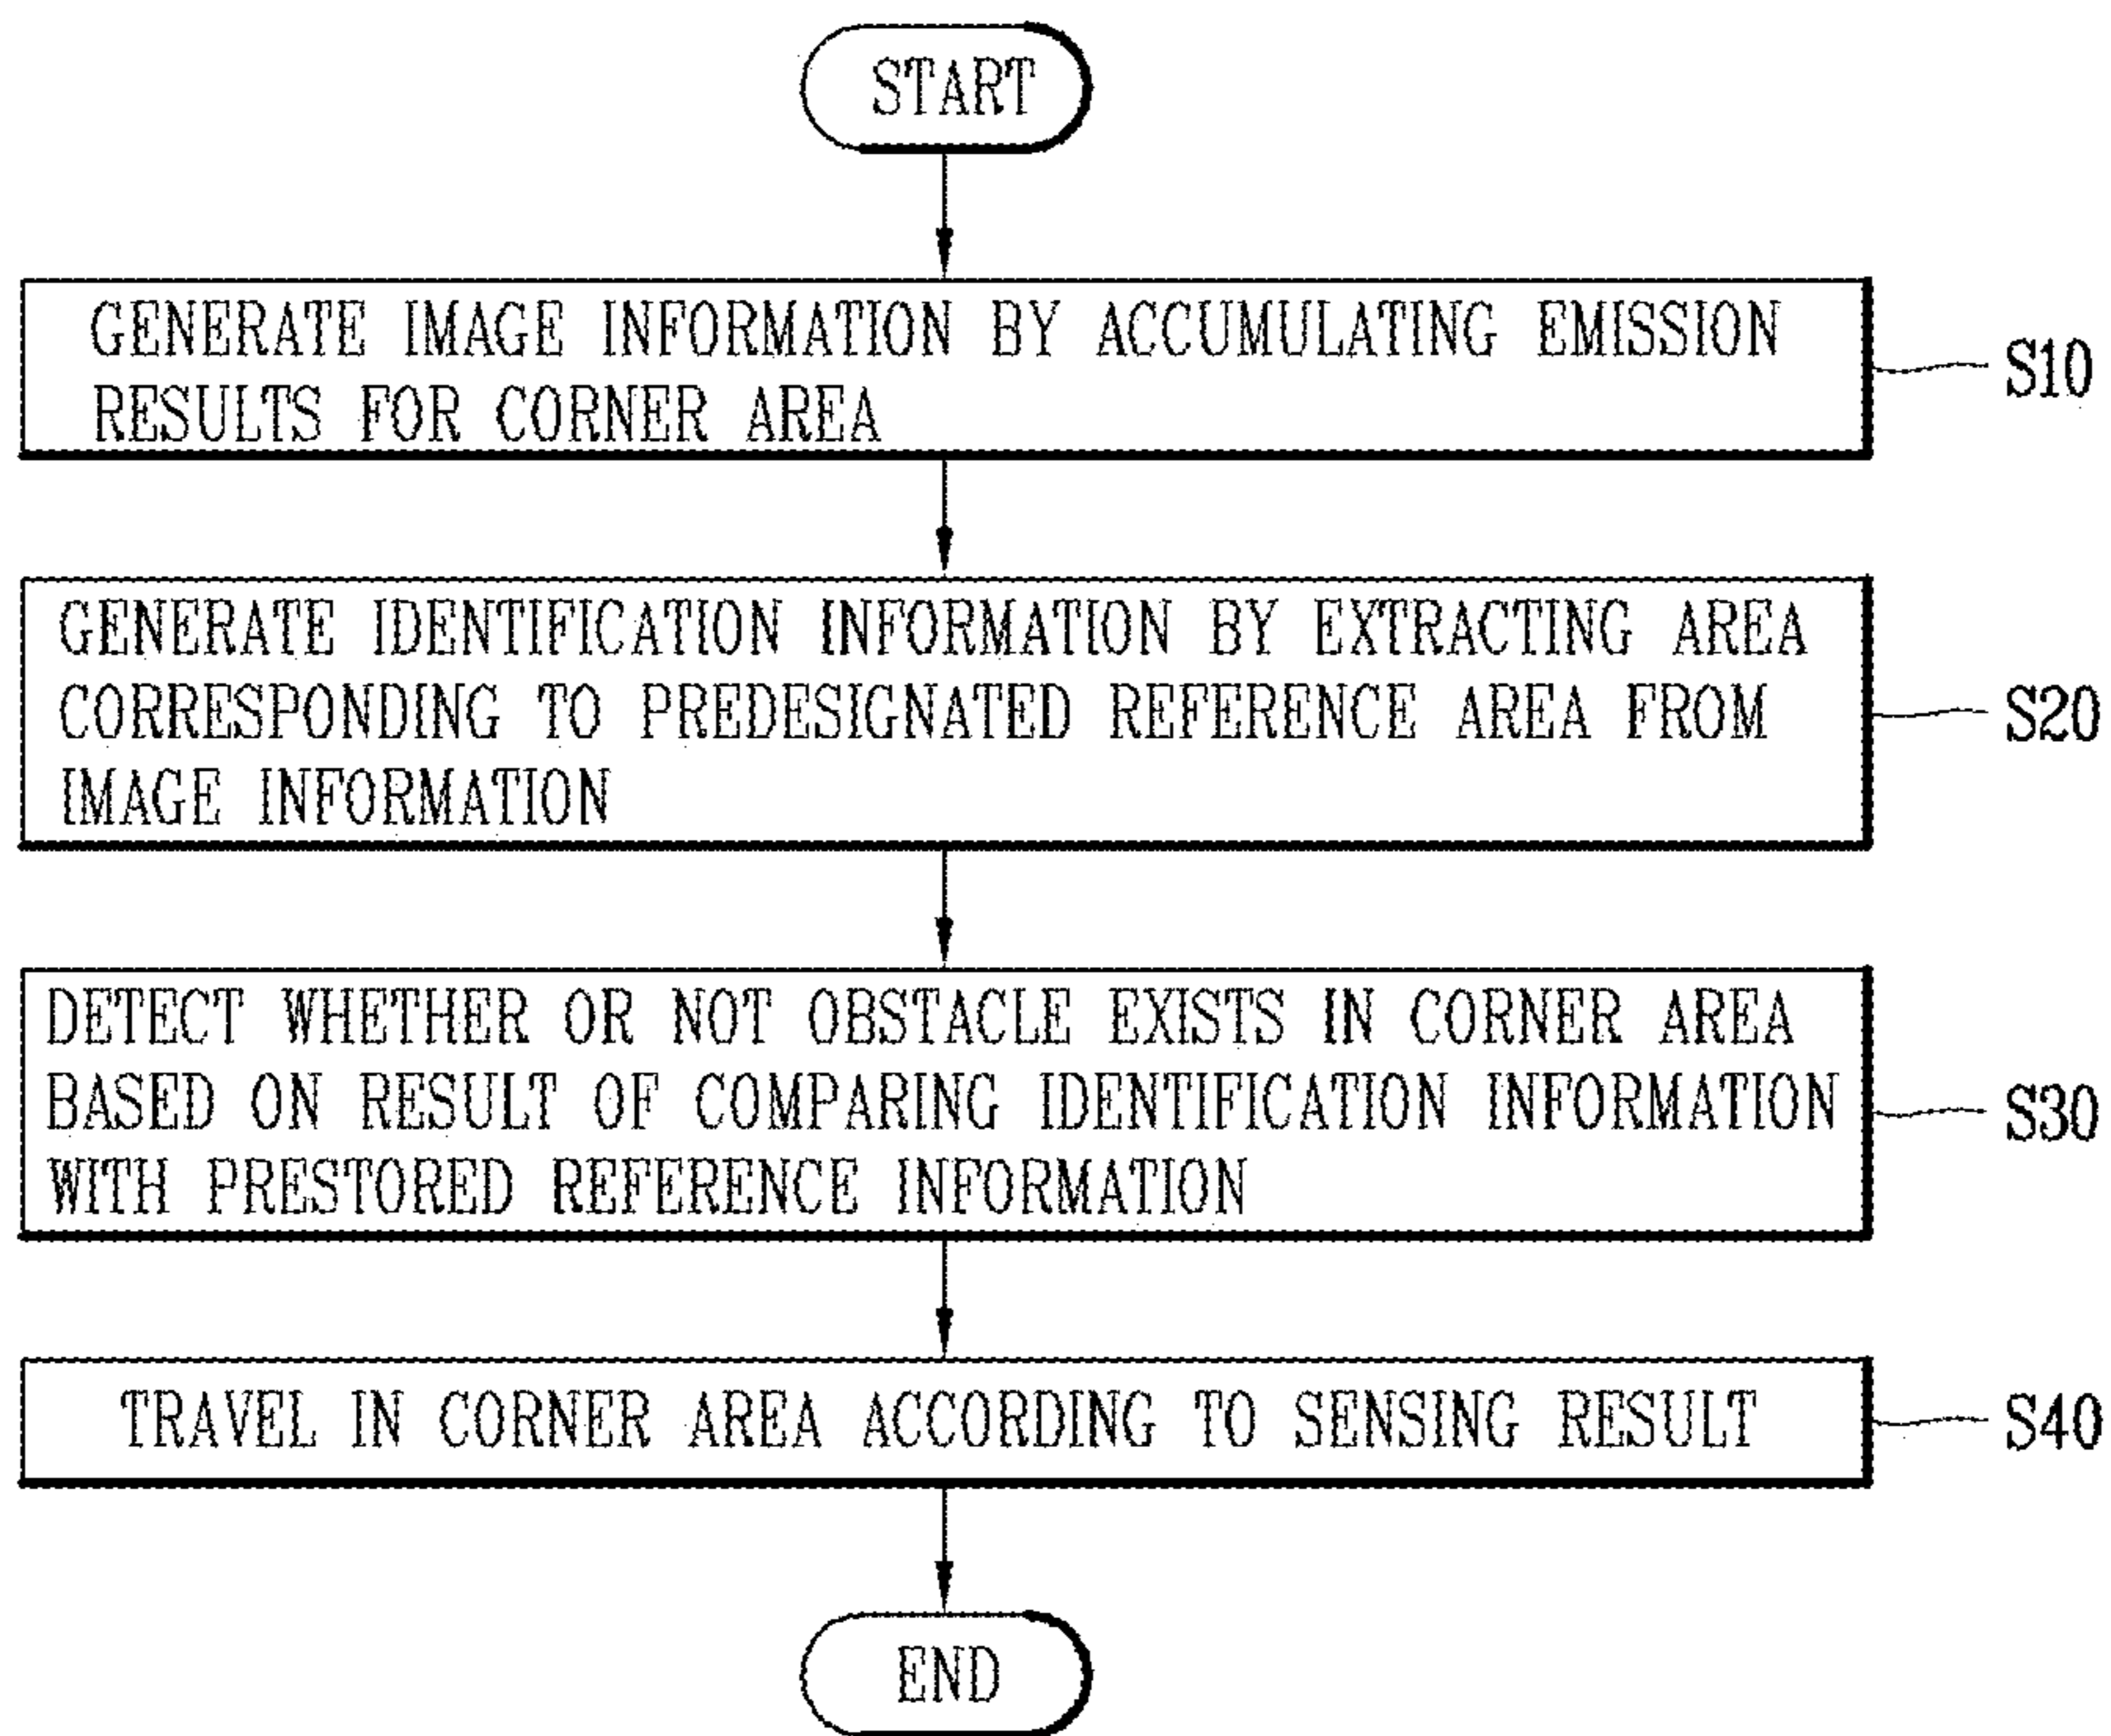 START
GENERATE IMAGE INFORMATION BY ACCUMULATING EMISSION
RESULTS FOR CORNER AREA
S10
GENERATE IDENTIFICATION INFORMATION BY EXTRACTING AREA
CORRESPONDING TO PREDESIGNATED REFERENCE AREA FROM
IMAGE INFORMATION
S20
DETECT WHETHER OR NOT OBSTACLE EXISTS IN CORNER AREA
BASED ON RESULT OF COMPARING IDENTIFICATION INFORMATION
WITH PRESTORED REFERENCE INFORMATION
S30
TRAVEL IN CORNER AREA ACCORDING TO SENSING RESULT
S40
END